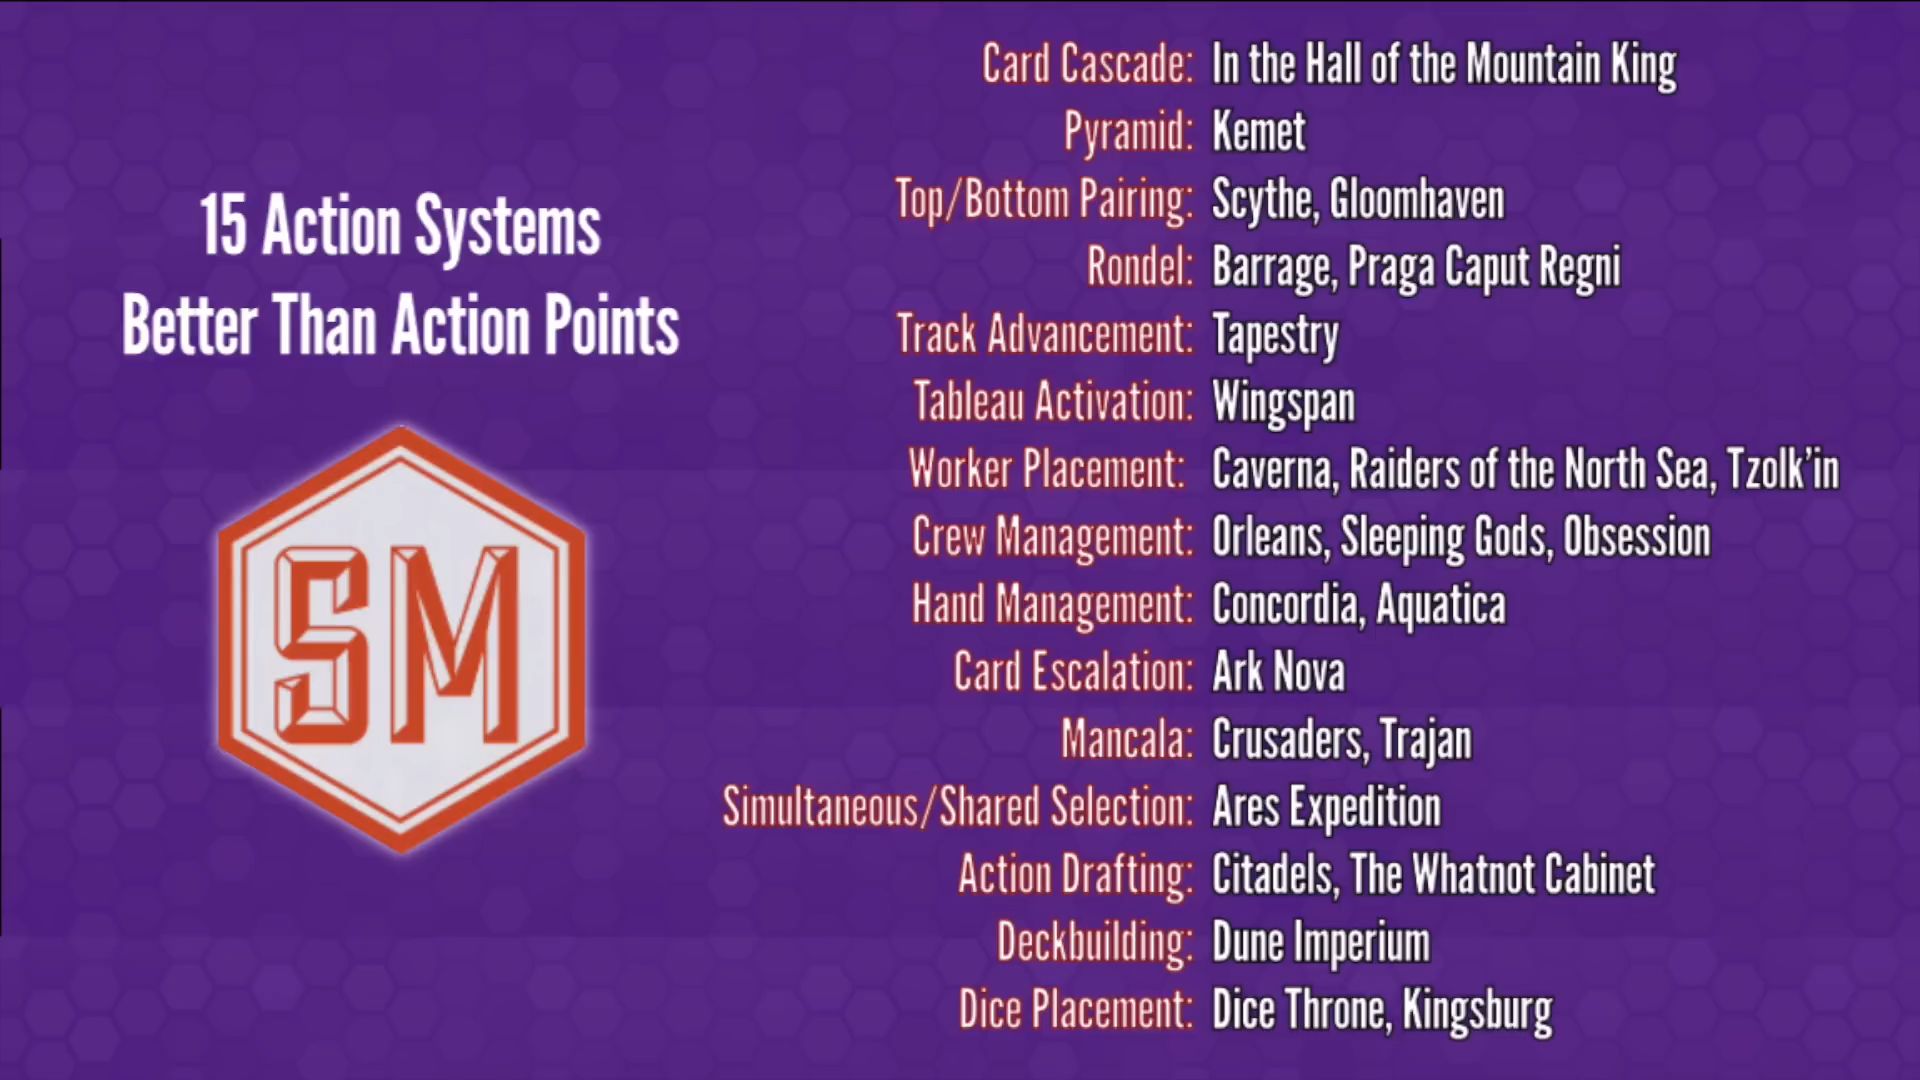 15 Action Systems
Better Than Action Points
SM
Card Cascade: In the Hall of the Mountain King
Pyramid: Kemet
Top/Bottom Pairing: Scythe, Gloomhaven
Rondel: Barrage, Praga Caput Regni
Track Advancement: Tapestry
Tableau Activation: Wingspan
Worker Placement: Caverna, Raiders of the North Sea, Tzolk’in
Crew Management: Orleans, Sleeping Gods, Obsession
Hand Management: Concordia, Aquatica
Card Escalation: Ark Nova
Mancala: Crusaders, Trajan
Simultaneous/Shared Selection: Ares Expedition
Action Drafting: Citadels, The Whatnot Cabinet
Deckbuilding: Dune Imperium
Dice Placement: Dice Throne, Kingsburg